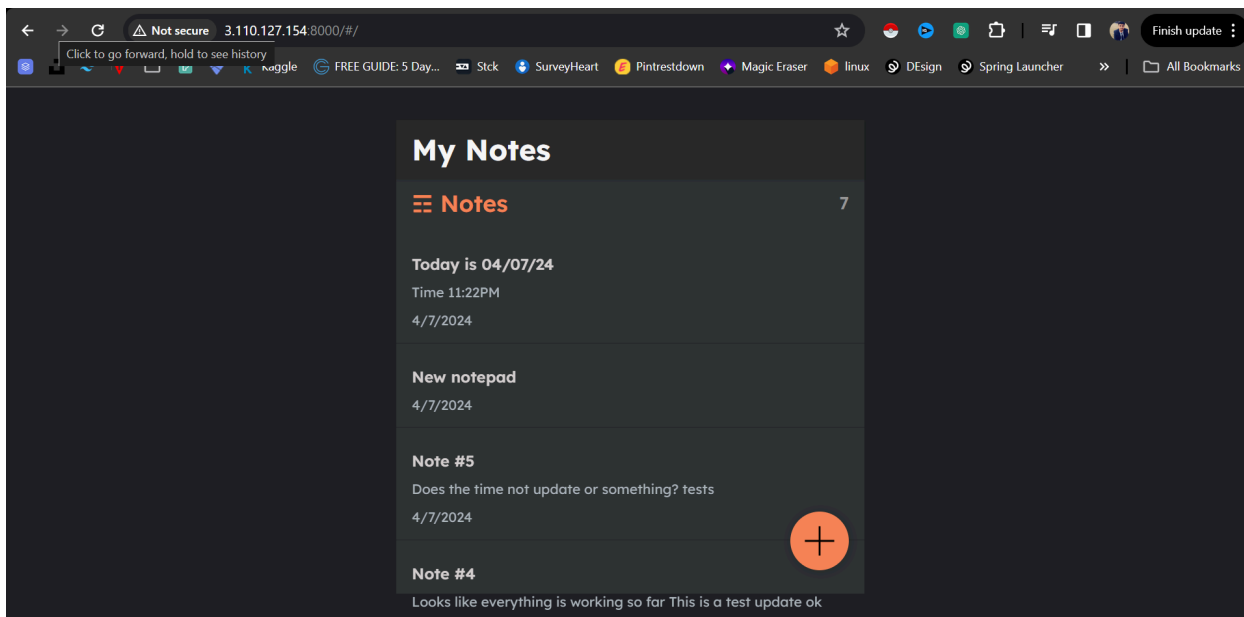 Not secure 3.110.127.154:8000/#/ Finish update
Click to go forward, hold to see history
Kaggle FREE GUIDE: 5 Day... Stck SurveyHeart Pintrestdown Magic Eraser linux DEsign Spring Launcher » All Bookmarks
My Notes
Notes 7
Today is 04/07/24
Time 11:22PM
4/7/2024
New notepad
4/7/2024
Note #5
Does the time not update or something? tests
4/7/2024
Note #4
Looks like everything is working so far This is a test update ok